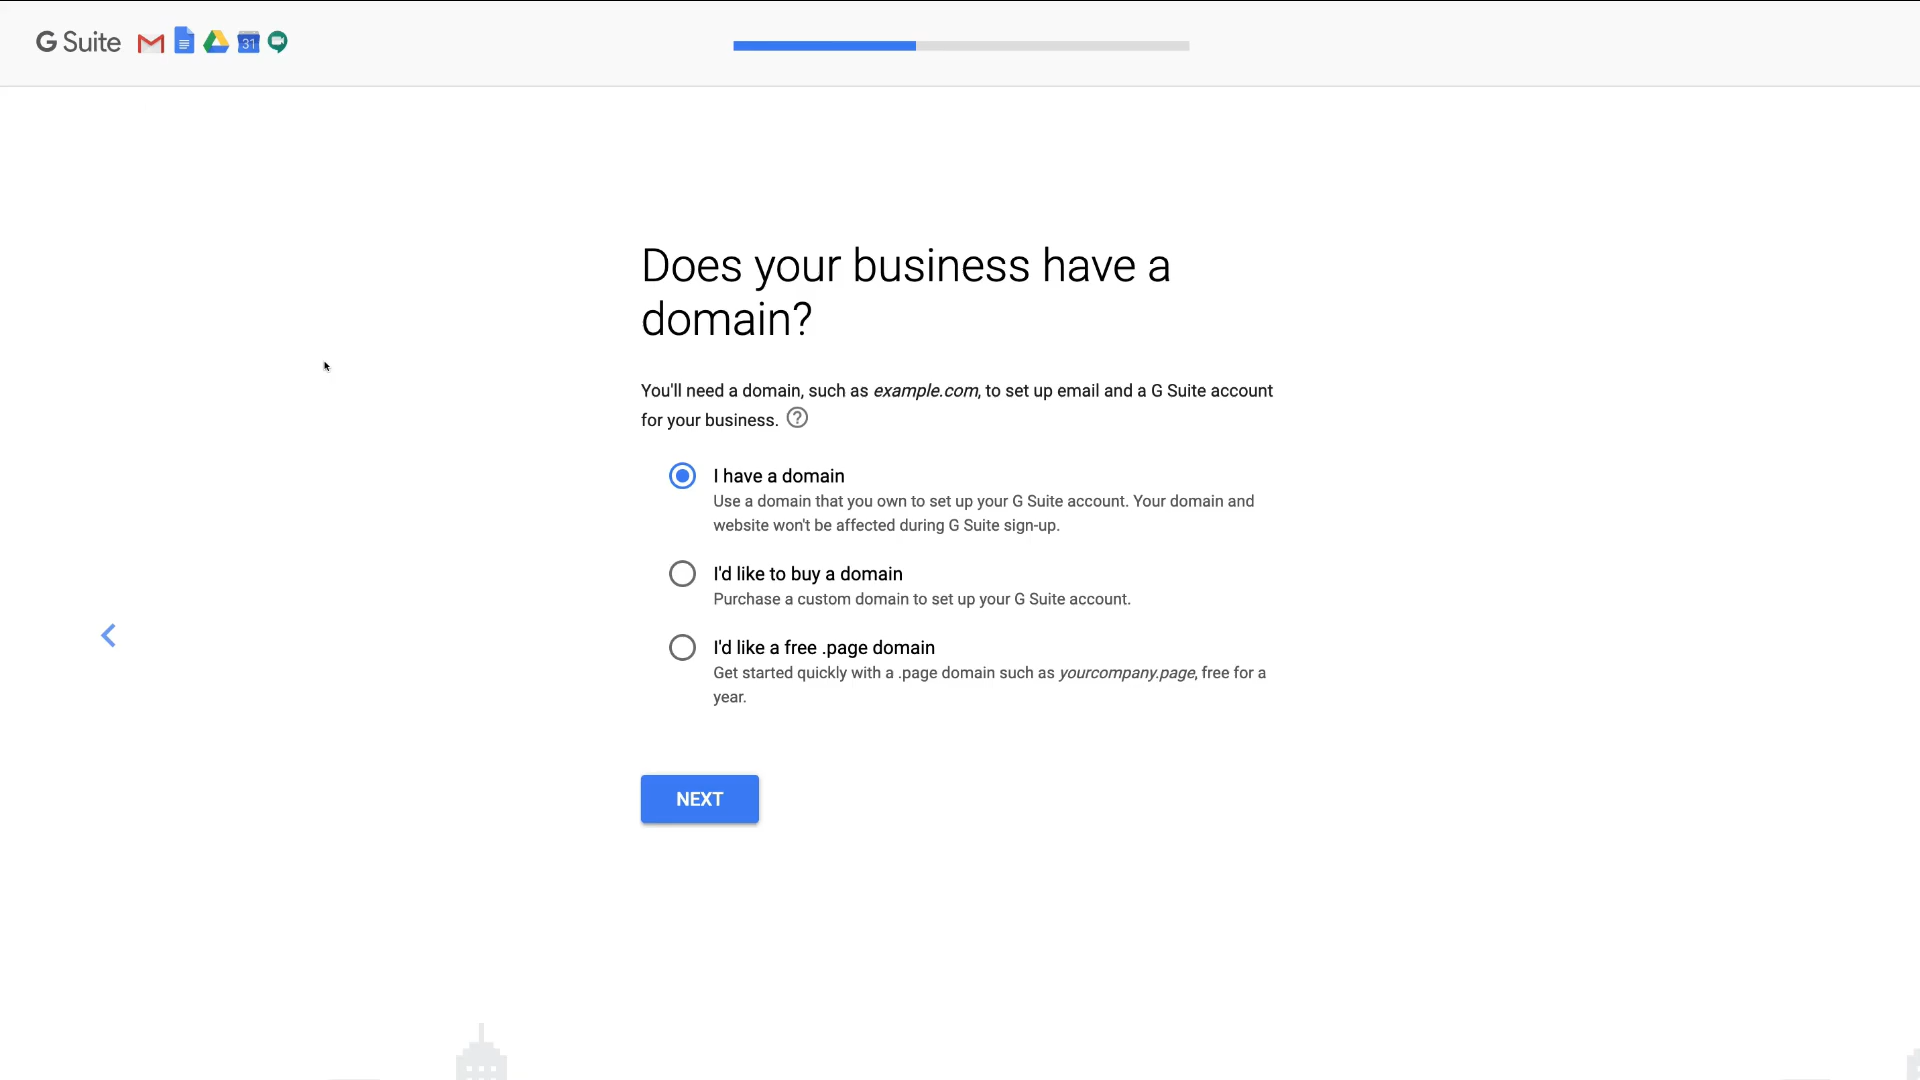 G Suite
31
Does your business have a
domain?
You'll need a domain, such as example.com, to set up email and a G Suite account
for your business. ?
I have a domain
Use a domain that you own to set up your G Suite account. Your domain and
website won't be affected during G Suite sign-up.
I'd like to buy a domain
Purchase a custom domain to set up your G Suite account.
I'd like a free .page domain
Get started quickly with a .page domain such as yourcompany.page, free for a
year.
NEXT